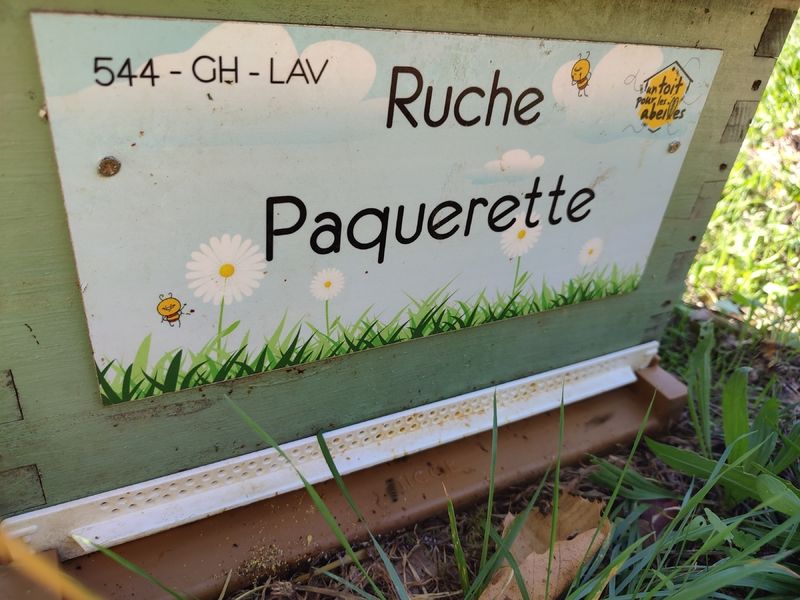 544 - GH - LAV
Ruche
Paquerette
Un toit
pour les
abeilles